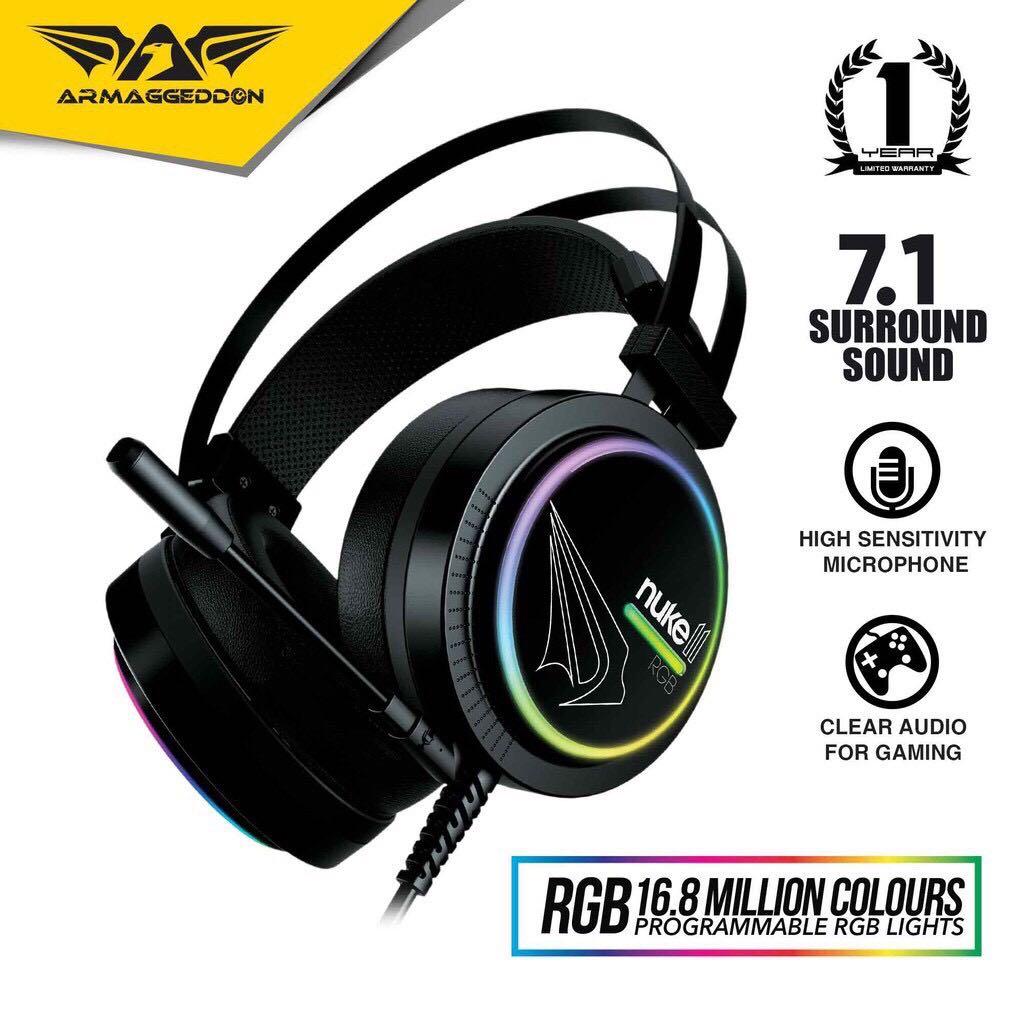 ARMAGGEDDON
1
YEAR
LIMITED WARRANTY
7.1
SURROUND
SOUND
HIGH SENSITIVITY
MICROPHONE
nuke 11
RGB
CLEAR AUDIO
FOR GAMING
RGB 16.8 MILLION COLOURS
PROGRAMMABLE RGB LIGHTS